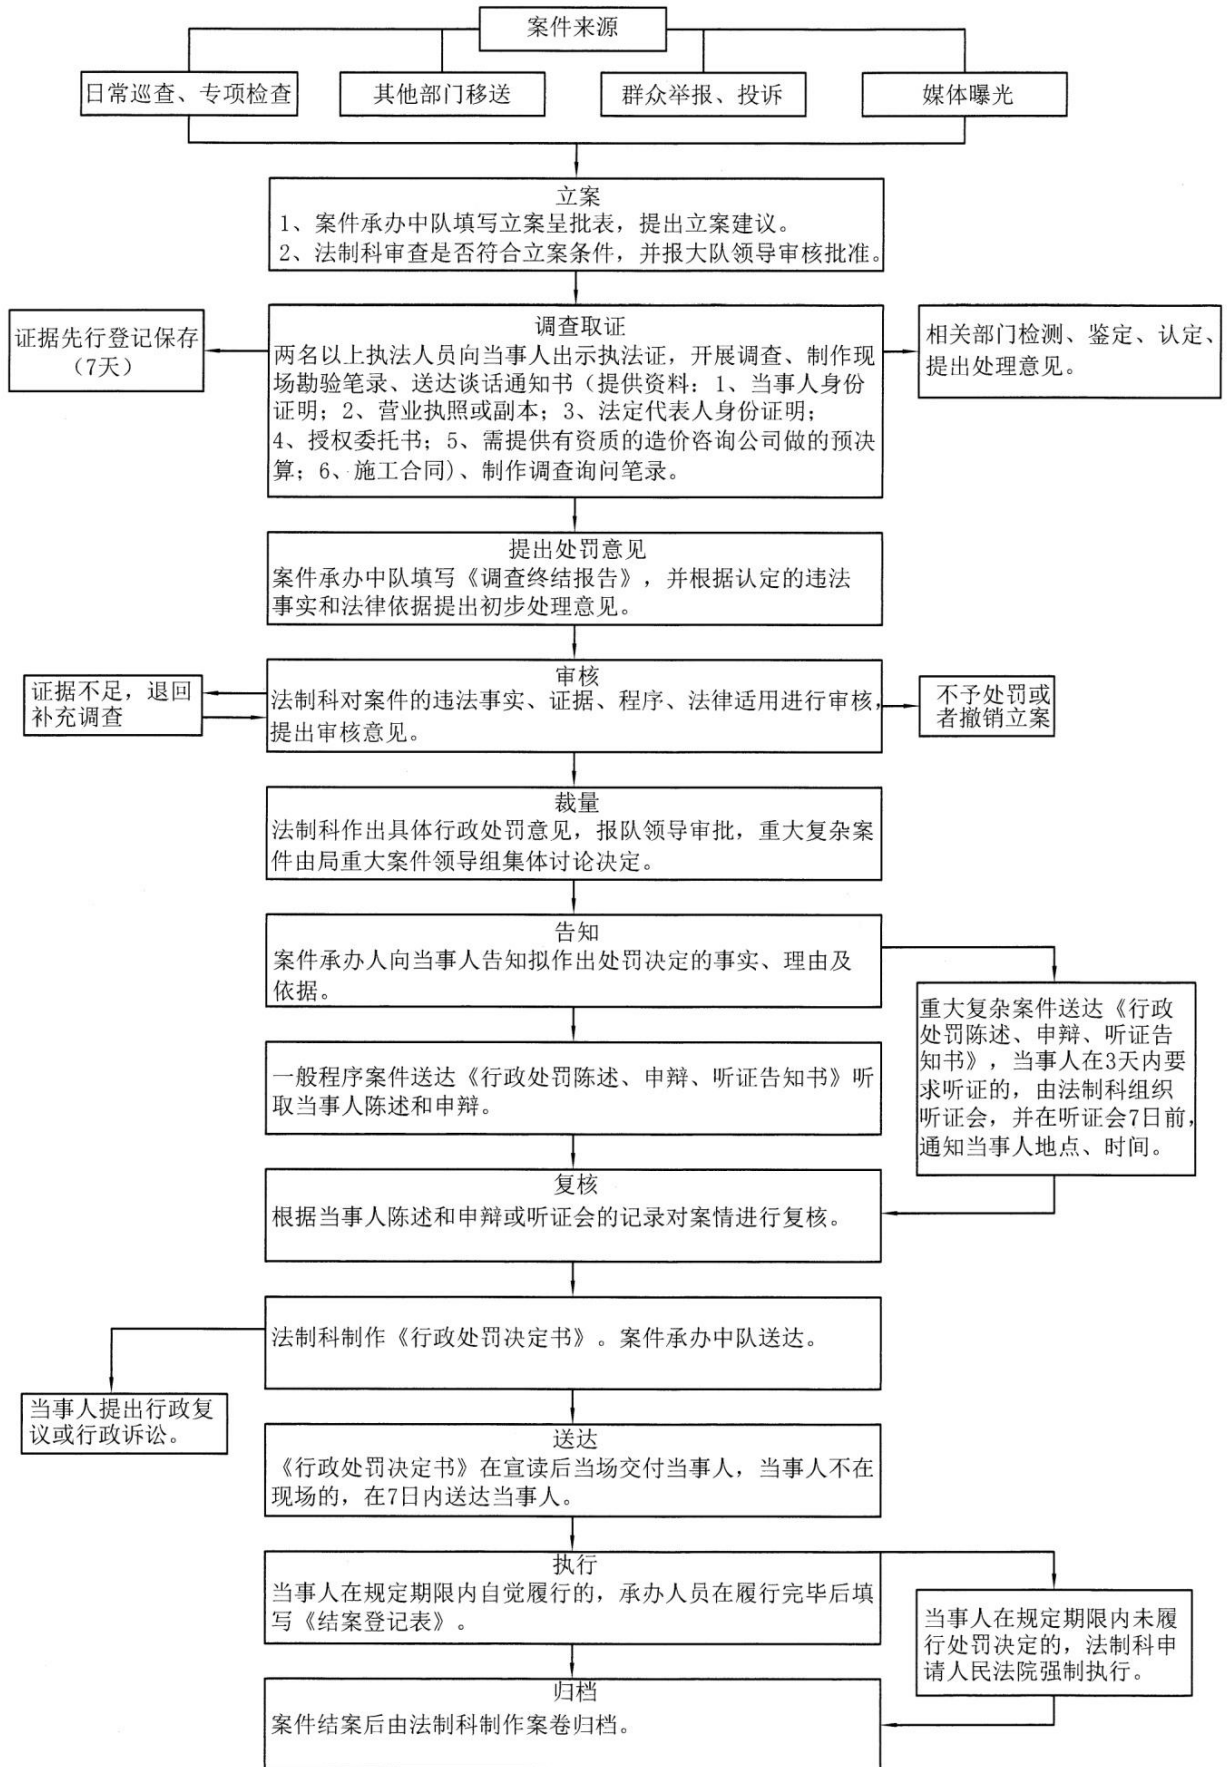 案件来源
日常巡查、专项检查
其他部门移送
群众举报、投诉
媒体曝光
立案
1、案件承办中队填写立案呈批表，提出立案建议。
2、法制科审查是否符合立案条件，并报大队领导审核批准。
证据先行登记保存
（7天）
调查取证
两名以上执法人员向当事人出示执法证，开展调查、制作现
场勘验笔录、送达谈话通知书（提供资料：1、当事人身份
证明；2、营业执照或副本；3、法定代表人身份证明；
4、授权委托书；5、需提供有资质的造价咨询公司做的预决
算；6、施工合同)、制作调查询问笔录。
相关部门检测、鉴定、认定、
提出处理意见。
提出处罚意见
案件承办中队填写《调查终结报告》，并根据认定的违法
事实和法律依据提出初步处理意见。
证据不足，退回
补充调查
审核
法制科对案件的违法事实、证据、程序、法律适用进行审核，
提出审核意见。
不予处罚或
者撤销立案
裁量
法制科作出具体行政处罚意见，报队领导审批，重大复杂案
件由局重大案件领导组集体讨论决定。
告知
案件承办人向当事人告知拟作出处罚决定的事实、理由及
依据。
一般程序案件送达《行政处罚陈述、申辩、听证告知书》听
取当事人陈述和申辩。
重大复杂案件送达《行政
处罚陈述、申辩、听证告
知书》，当事人在3天内要
求听证的，由法制科组织
听证会，并在听证会7日前，
通知当事人地点、时间。
复核
根据当事人陈述和申辩或听证会的记录对案情进行复核。
法制科制作《行政处罚决定书》。案件承办中队送达。
当事人提出行政复
议或行政诉讼。
送达
《行政处罚决定书》在宣读后当场交付当事人，当事人不在
现场的，在7日内送达当事人。
执行
当事人在规定期限内自觉履行的，承办人员在履行完毕后填
写《结案登记表》。
当事人在规定期限内未履
行处罚决定的，法制科申
请人民法院强制执行。
归档
案件结案后由法制科制作案卷归档。